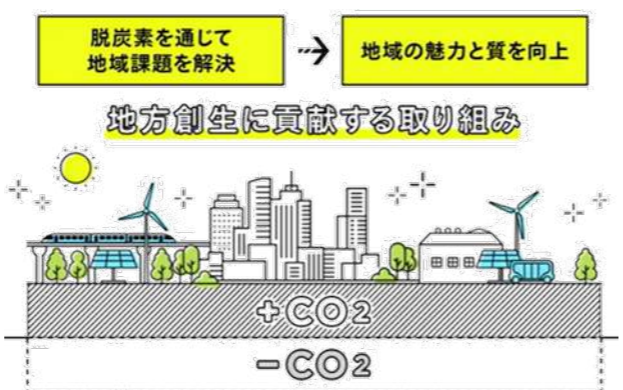 脱炭素を通じて
地域課題を解決
地域の魅力と質を向上
地方創生に貢献する取り組み
+CO2
-CO2